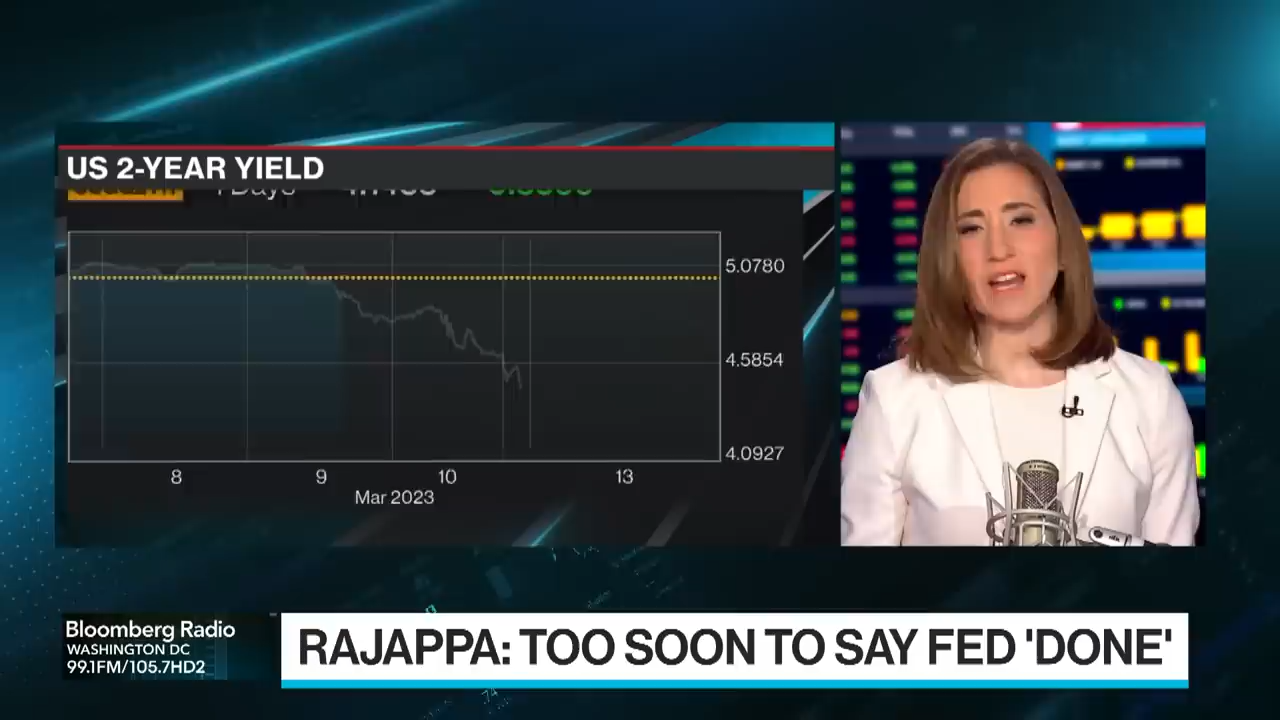 US 2-YEAR YIELD
Days
5.0780
4.5854
4.0927
8 9 10 13
Mar 2023
Bloomberg Radio
WASHINGTON DC
99.1FM/105.7HD2
RAJAPPA: TOO SOON TO SAY FED 'DONE'